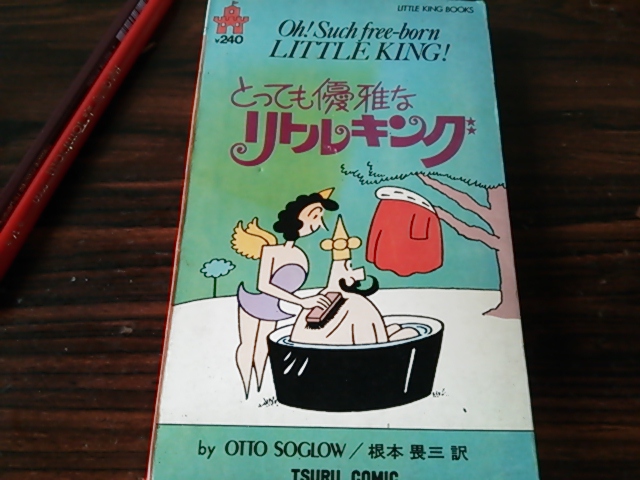 LITTLE KING BOOKS
¥240
Oh! Such free-born
LITTLE KING!
とっても優雅な
リトルキング
by OTTO SOGLOW／根本畏三訳
TSURU COMIC